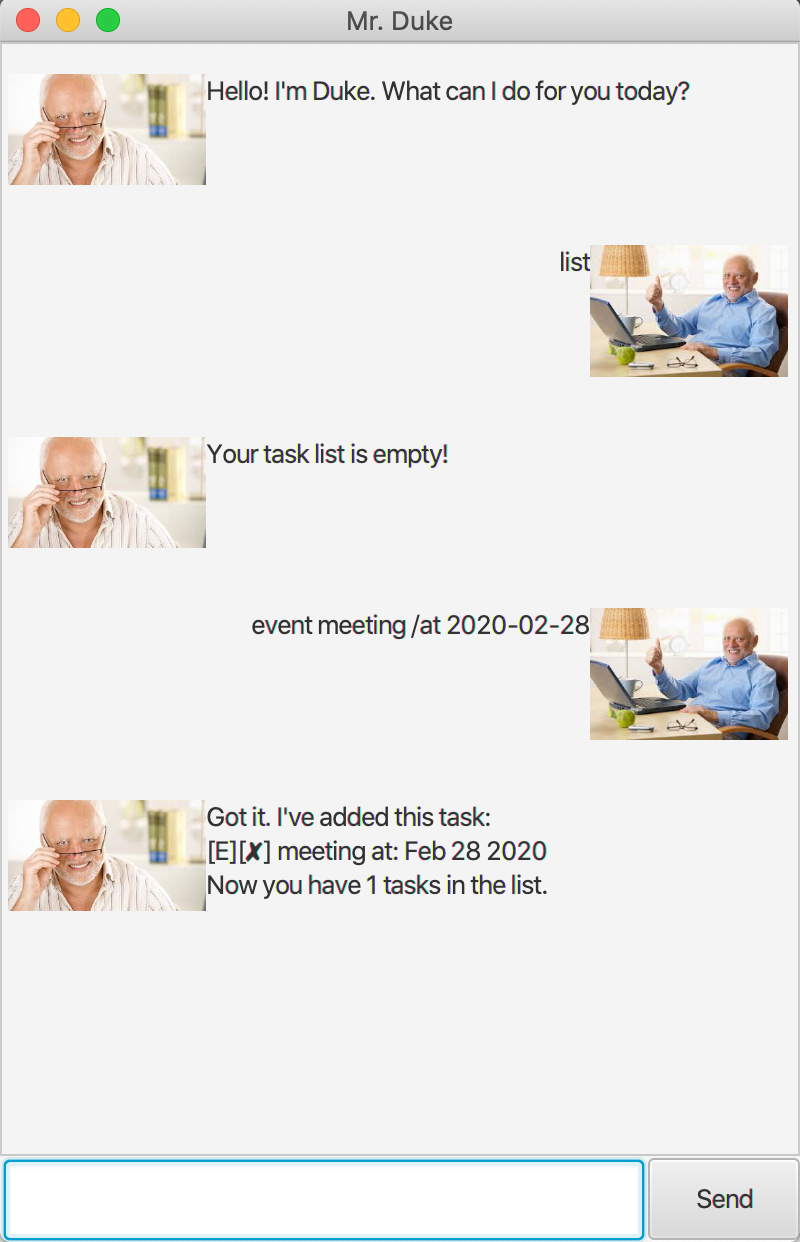 Mr. Duke
Hello! I'm Duke. What can I do for you today?
list
Your task list is empty!
event meeting /at 2020-02-28
Got it. I've added this task:
[E][✘] meeting at: Feb 28 2020
Now you have 1 tasks in the list.
Send